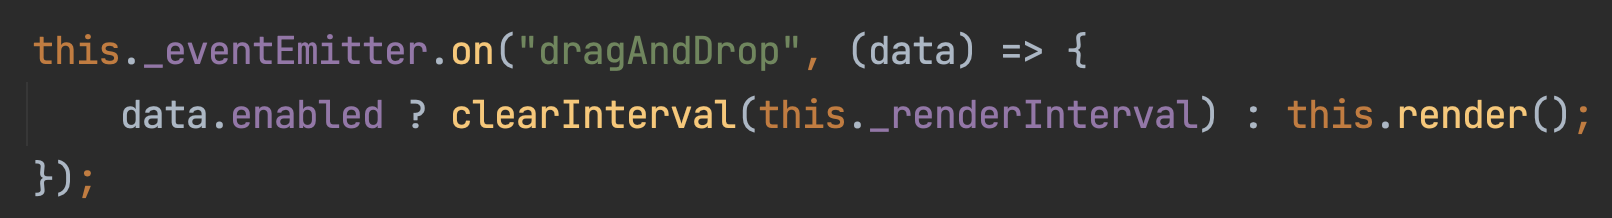 this._eventEmitter.on("dragAndDrop", (data) => {
    data.enabled ? clearInterval(this._renderInterval) : this.render();
});